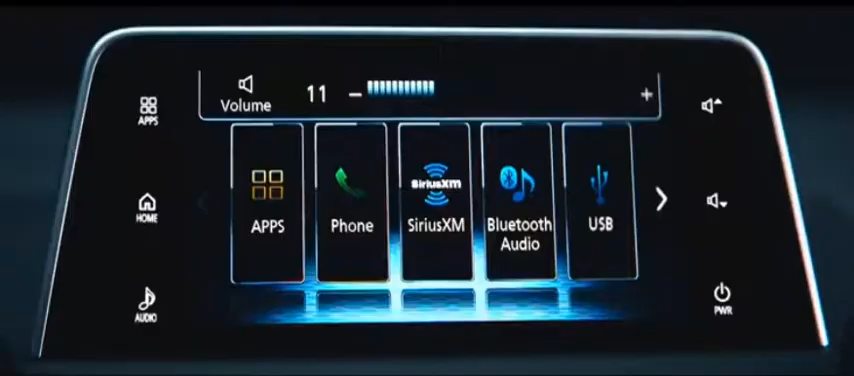 Volume 11 – +
APPS
HOME
AUDIO
APPS
Phone
SiriusXM
SiriusXM
Bluetooth
Audio
USB
PWR